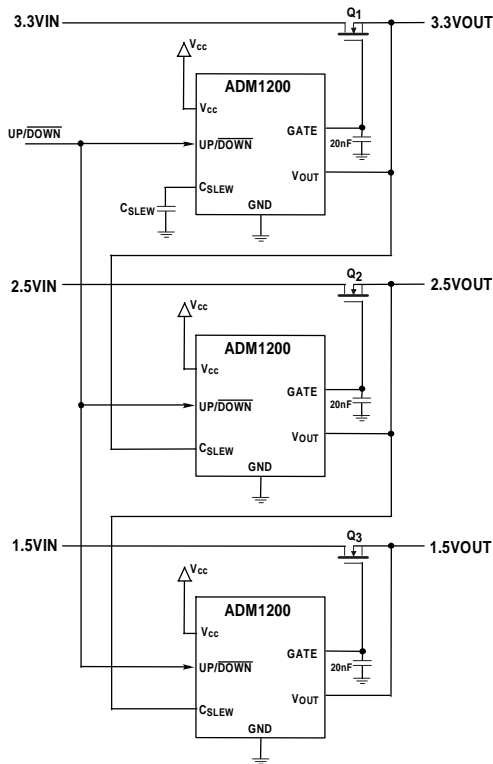 Q1
3.3VIN
3.3VOUT
Vcc
ADM1200
Vcc
GATE
UP/DOWN
UP/DOWN
20nF
CSLEW
VOUT
CSLEW
GND
Q2
2.5VIN
2.5VOUT
Vcc
ADM1200
Vcc
GATE
UP/DOWN
20nF
VOUT
CSLEW
GND
Q3
1.5VIN
1.5VOUT
Vcc
ADM1200
Vcc
GATE
UP/DOWN
20nF
VOUT
CSLEW
GND